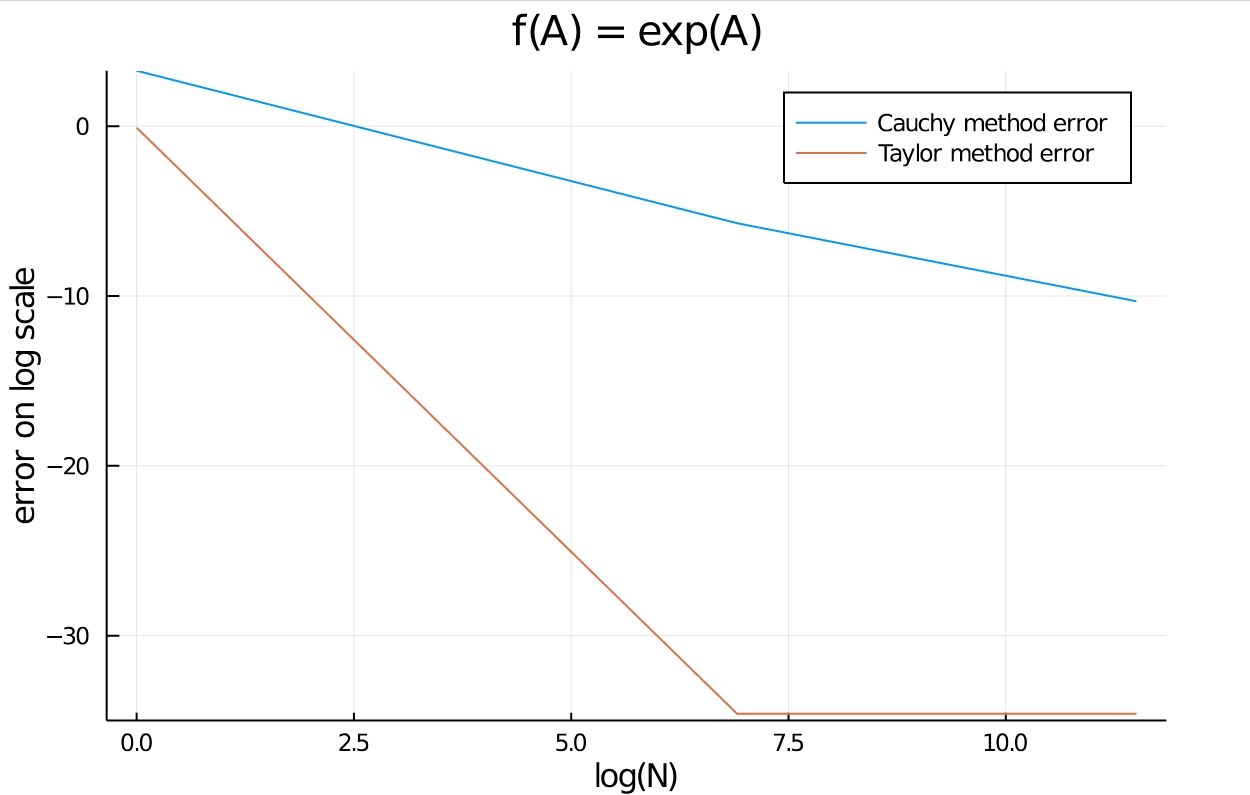 f(A) = exp(A)
Cauchy method error
Taylor method error
error on log scale
0
−10
−20
−30
0.0 2.5 5.0 7.5 10.0
log(N)